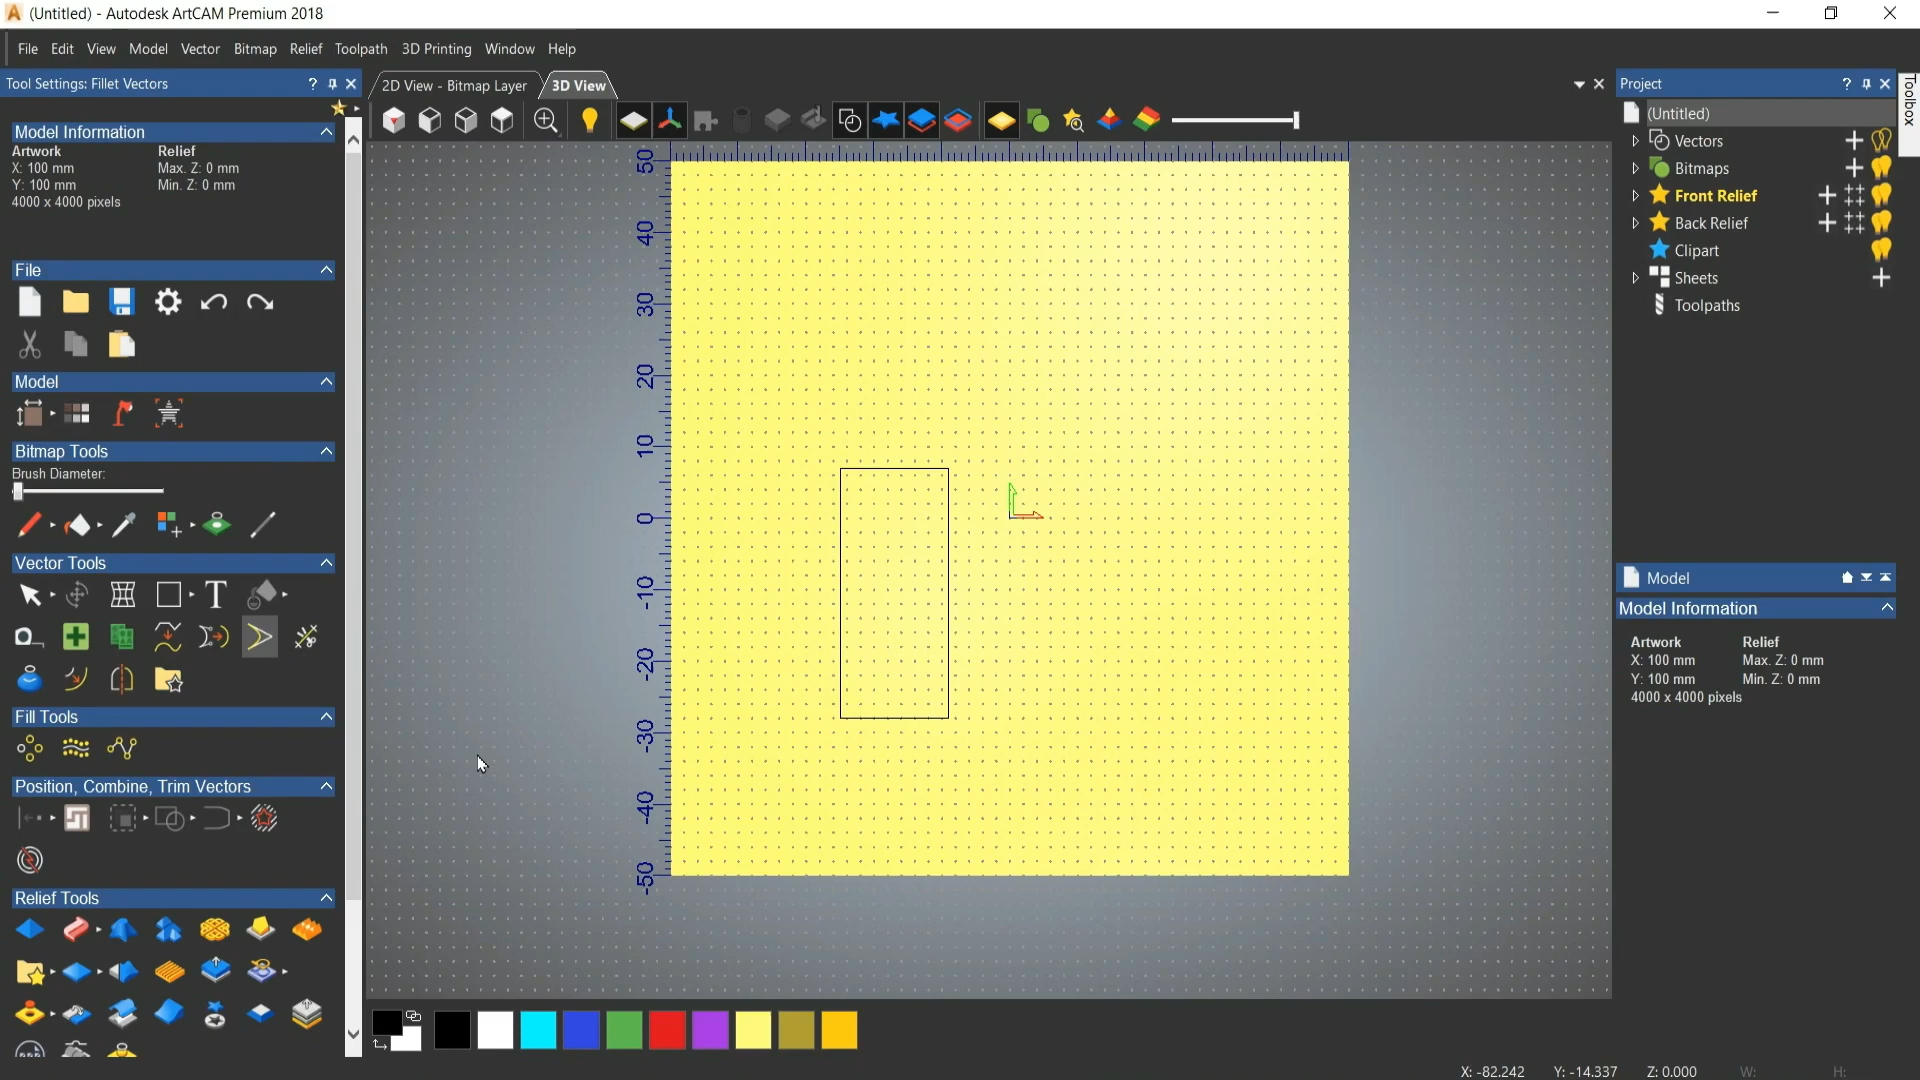 (Untitled) - Autodesk ArtCAM Premium 2018
File Edit View Model Vector Bitmap Relief Toolpath 3D Printing Window Help
Tool Settings: Fillet Vectors
Model Information
Artwork Relief
X: 100 mm Max. Z: 0 mm
Y: 100 mm Min. Z: 0 mm
4000 x 4000 pixels
File
Model
Bitmap Tools
Brush Diameter:
Vector Tools
Fill Tools
Position, Combine, Trim Vectors
Relief Tools
2D View - Bitmap Layer 3D View
50
40
30
20
10
0
-10
-20
-30
-40
-50
Project
Toolbox
(Untitled)
Vectors
Bitmaps
Front Relief
Back Relief
Clipart
Sheets
Toolpaths
Model
Model Information
Artwork Relief
X: 100 mm Max. Z: 0 mm
Y: 100 mm Min. Z: 0 mm
4000 x 4000 pixels
X: -82.242 Y: -14.337 Z: 0.000 W: H: